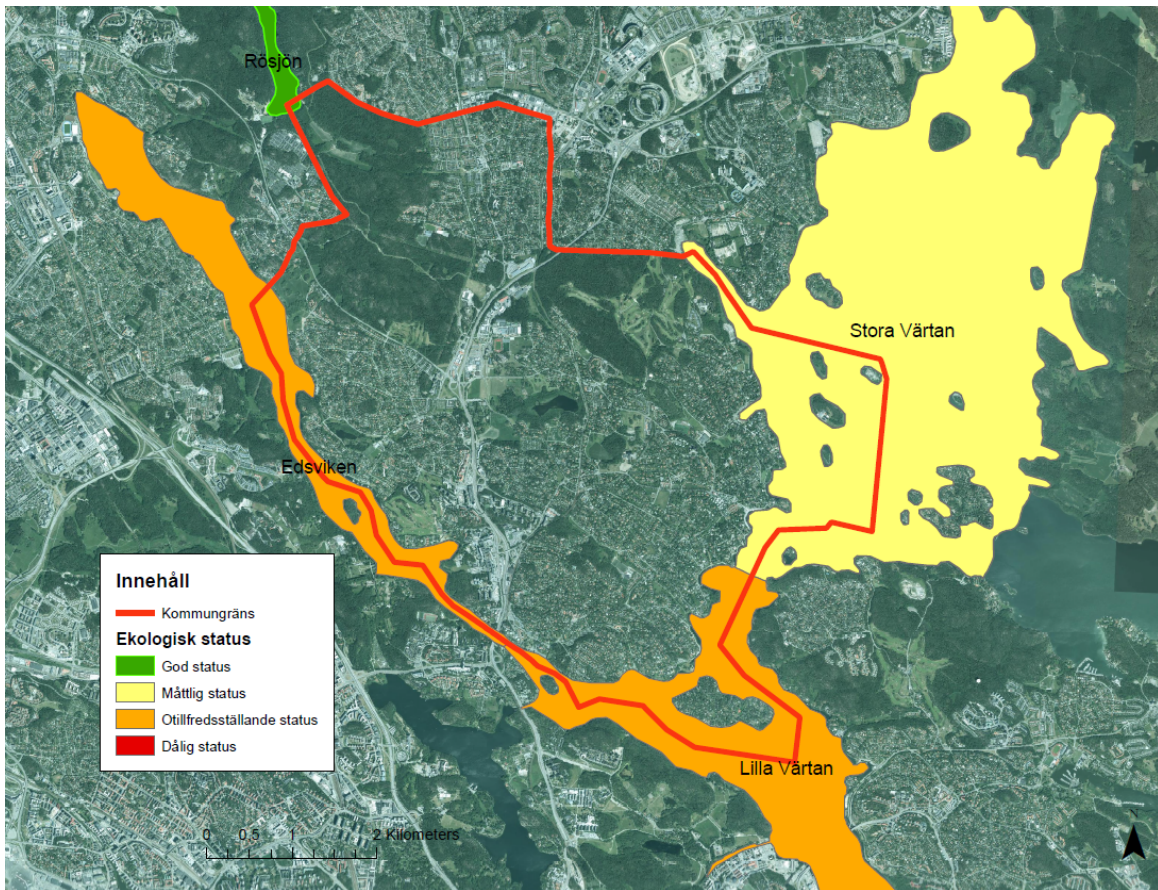 Rösjön
Stora Värtan
Edsviken
Innehåll
Kommungräns
Ekologisk status
God status
Måttlig status
Otillfredsställande status
Dålig status
Lilla Värtan
0 0.5 1 2 Kilometers
N